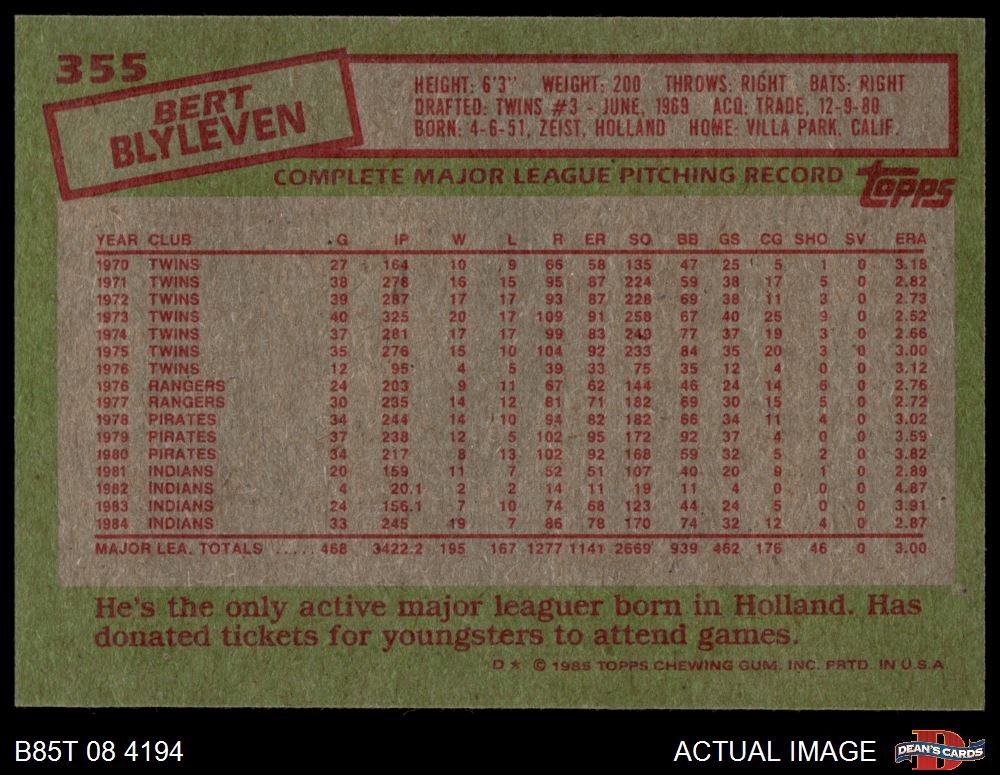 355
BERT
BLYLEVEN
HEIGHT: 6'3" WEIGHT: 200 THROWS: RIGHT BATS: RIGHT
DRAFTED: TWINS #3 - JUNE, 1969 ACQ: TRADE, 12-9-80
BORN: 4-6-51, ZEIST, HOLLAND HOME: VILLA PARK, CALIF.
COMPLETE MAJOR LEAGUE PITCHING RECORD topps
YEAR CLUB G IP W L R ER SO BB GS CG SHO SV ERA
1970 TWINS 27 164 10 9 66 58 135 47 25 5 1 0 3.18
1971 TWINS 38 278 16 15 95 87 224 59 38 17 5 0 2.82
1972 TWINS 39 287 17 17 93 87 228 69 38 11 3 0 2.73
1973 TWINS 40 325 20 17 109 91 258 67 40 25 9 0 2.52
1974 TWINS 37 281 17 17 99 83 249 77 37 19 3 0 2.66
1975 TWINS 35 276 15 10 104 92 233 84 35 20 3 0 3.00
1976 TWINS 12 95 4 5 39 33 75 35 12 4 0 0 3.12
1976 RANGERS 24 203 9 11 67 62 144 46 24 14 6 0 2.76
1977 RANGERS 30 235 14 12 81 71 182 69 30 15 5 0 2.72
1978 PIRATES 34 244 14 10 94 82 182 66 34 11 4 0 3.02
1979 PIRATES 37 238 12 5 102 95 172 92 37 4 0 0 3.59
1980 PIRATES 34 217 8 13 102 92 168 59 32 5 2 0 3.82
1981 INDIANS 20 159 11 7 52 51 107 40 20 9 1 0 2.89
1982 INDIANS 4 20.1 2 2 14 11 19 11 4 0 0 0 4.87
1983 INDIANS 24 156.1 7 10 74 68 123 44 24 5 0 0 3.91
1984 INDIANS 33 245 19 7 86 78 170 74 32 12 4 0 2.87
MAJOR LEA. TOTALS ..... 468 3422.2 195 167 1277 1141 2669 939 462 176 46 0 3.00
He's the only active major leaguer born in Holland. Has
donated tickets for youngsters to attend games.
D * © 1985 TOPPS CHEWING GUM, INC. PRTD. IN U.S.A.
B85T 08 4194 ACTUAL IMAGE D DEAN'S CARDS